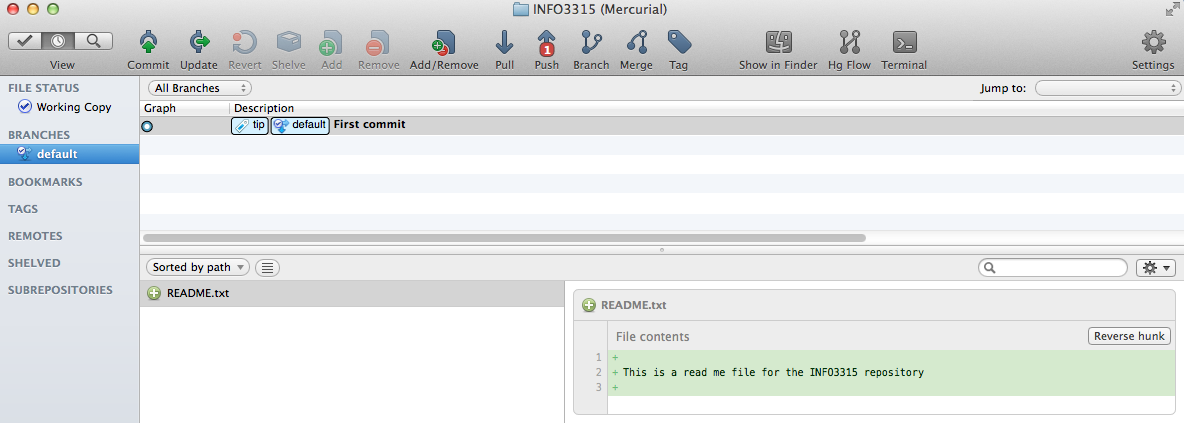 INFO3315 (Mercurial)
View Commit Update Revert Shelve Add Remove Add/Remove Pull 1 Push Branch Merge Tag Show in Finder Hg Flow Terminal Settings
FILE STATUS
Working Copy
BRANCHES
default
BOOKMARKS
TAGS
REMOTES
SHELVED
SUBREPOSITORIES
All Branches Jump to:
Graph Description
tip default First commit
Sorted by path
README.txt
README.txt
File contents Reverse hunk
1 +
2 + This is a read me file for the INFO3315 repository
3 +